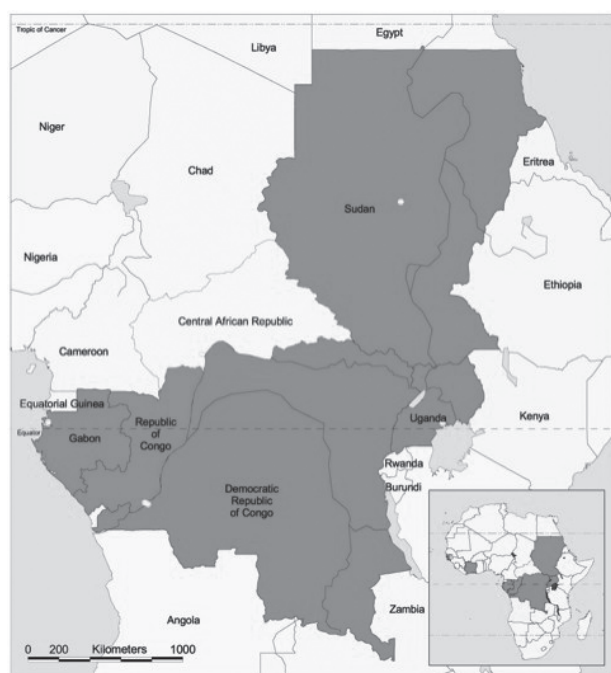 Tropic of Cancer
Libya
Egypt
Niger
Chad
Eritrea
Sudan
Nigeria
Ethiopia
Central African Republic
Cameroon
Equatorial Guinea
Republic
of
Congo
Uganda
Kenya
Equator
Gabon
Rwanda
Burundi
Democratic
Republic
of Congo
Angola
Zambia
0 200 Kilometers 1000